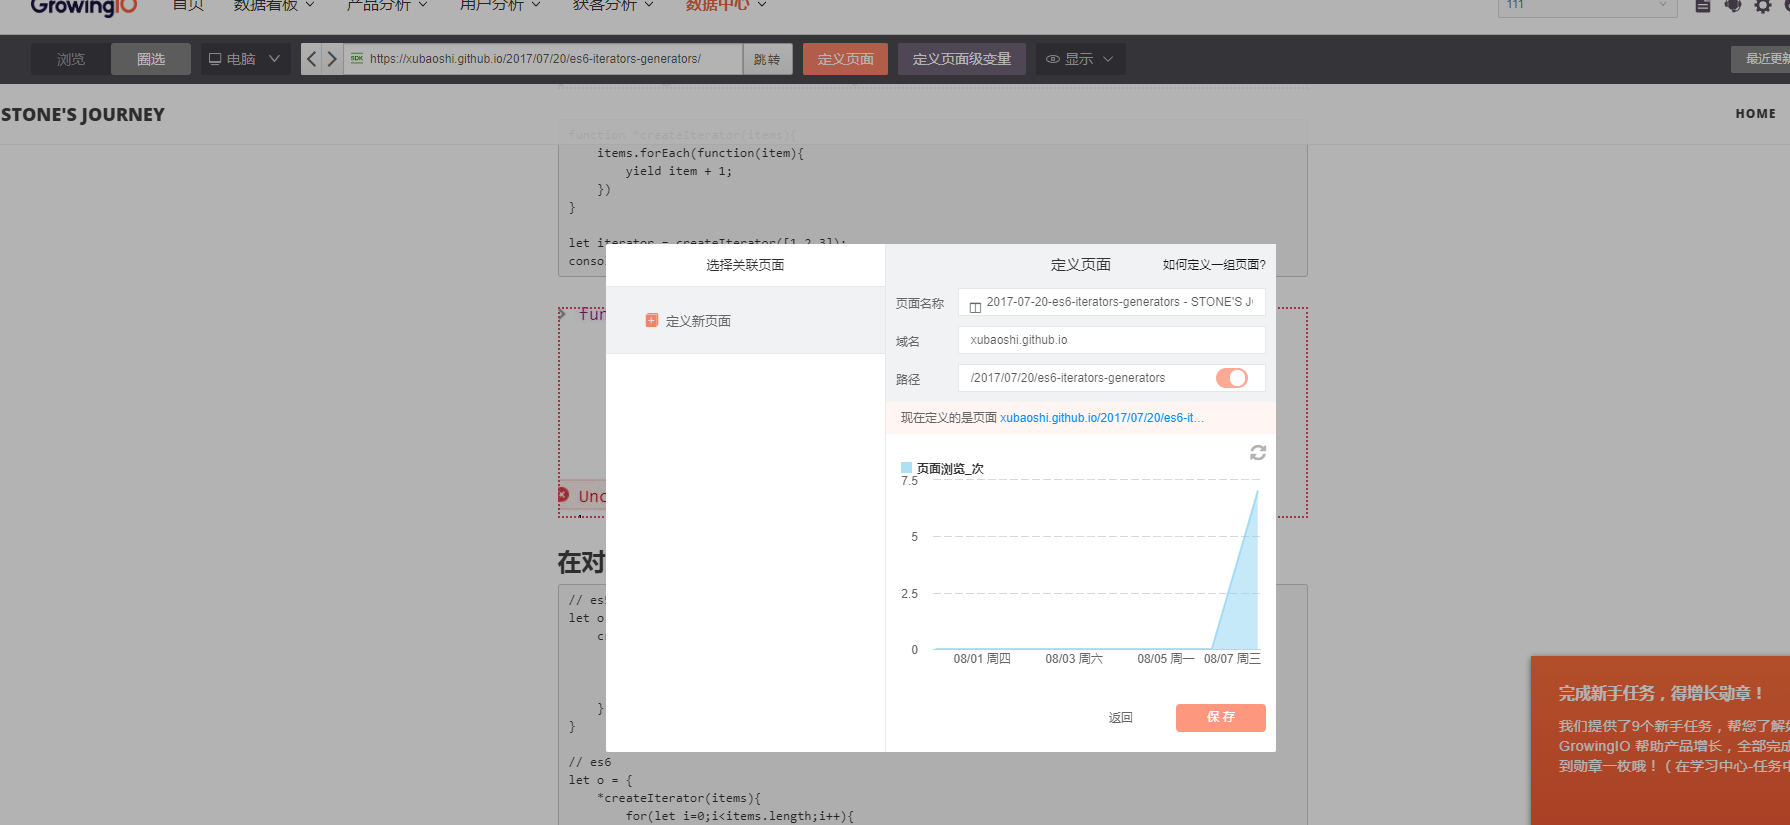 GrowingIO
首页 数据看板 产品分析 用户分析 获客分析 数据中心
111
浏览 圈选 电脑 SDK https://xubaoshi.github.io/2017/07/20/es6-iterators-generators/ 跳转 定义页面 定义页面级变量 显示 最近更新
STONE'S JOURNEY
HOME
function *createIterator(items){
items.forEach(function(item){
yield item + 1;
})
}
let iterator = createIterator([1,2,3]);
conso
fun
Unc
在对
// es
let o
c
}
}
// es6
let o = {
*createIterator(items){
for(let i=0;i<items.length;i++){
选择关联页面
定义新页面
定义页面
如何定义一组页面?
页面名称 2017-07-20-es6-iterators-generators - STONE'S J
域名 xubaoshi.github.io
路径 /2017/07/20/es6-iterators-generators
现在定义的是页面 xubaoshi.github.io/2017/07/20/es6-it...
页面浏览_次
7.5
5
2.5
0
08/01 周四 08/03 周六 08/05 周一 08/07 周三
返回 保存
完成新手任务，得增长勋章！
我们提供了9个新手任务，帮您了解
GrowingIO 帮助产品增长，全部完成
到勋章一枚哦！（在学习中心-任务中